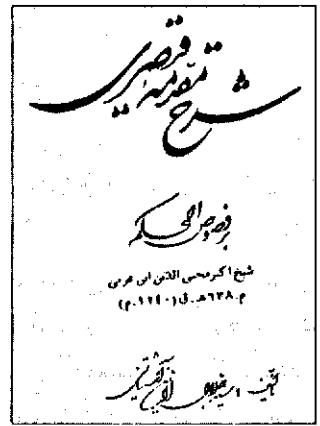 شرح مقدمه قیصری
بر فصوص الحکم
شیخ اکبر محیی الدین ابن عربی
م ۶۳۸ هـ . ق (۱۲۴۰ . م)
تألیف: سید جلال الدین آشتیانی